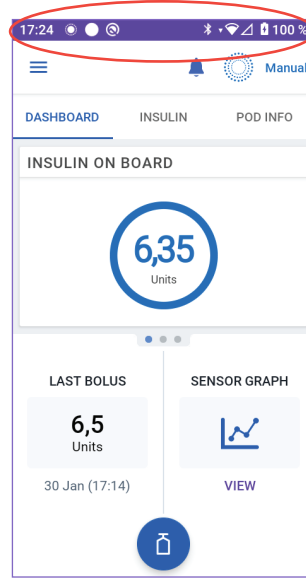 17:24 100 %
Manual
DASHBOARD INSULIN POD INFO
INSULIN ON BOARD
6,35
Units
LAST BOLUS SENSOR GRAPH
6,5
Units
30 Jan (17:14) VIEW